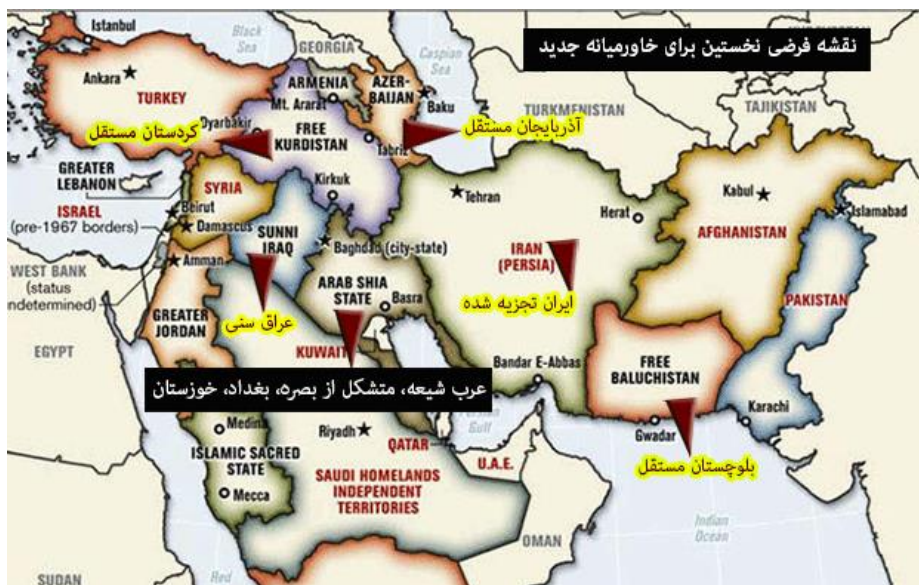 Istanbul
Black
Sea
GEORGIA
Caspian
Sea
نقشه فرضی نخستین برای خاورمیانه جدید
Ankara
TURKEY
ARMENIA
Mt. Ararat
AZER-
BAIJAN
Baku
TURKMENISTAN
TAJIKISTAN
کردستان مستقل
Dyarbakir
FREE
KURDISTAN
Tabriz
آذربایجان مستقل
GREATER
LEBANON
SYRIA
Kirkuk
Tehran
Herat
Kabul
Islamabad
ISRAEL
(pre-1967 borders)
Beirut
Damascus
SUNNI
IRAQ
Baghdad (city-state)
IRAN
(PERSIA)
AFGHANISTAN
WEST BANK
(status
ndetermined)
Amman
ARAB SHIA
STATE
Basra
ایران تجزیه شده
PAKISTAN
GREATER
JORDAN
عراق سنی
EGYPT
KUWAIT
Bandar E-Abbas
FREE
BALUCHISTAN
عرب شیعه، متشکل از بصره، بغداد، خوزستان
Gulf
Karachi
Medina
Riyadh
QATAR
Gwadar
ISLAMIC SACRED
STATE
U.A.E.
بلوچستان مستقل
Mecca
SAUDI HOMELANDS
INDEPENDENT
TERRITORIES
Indian
Ocean
OMAN
SUDAN
Red